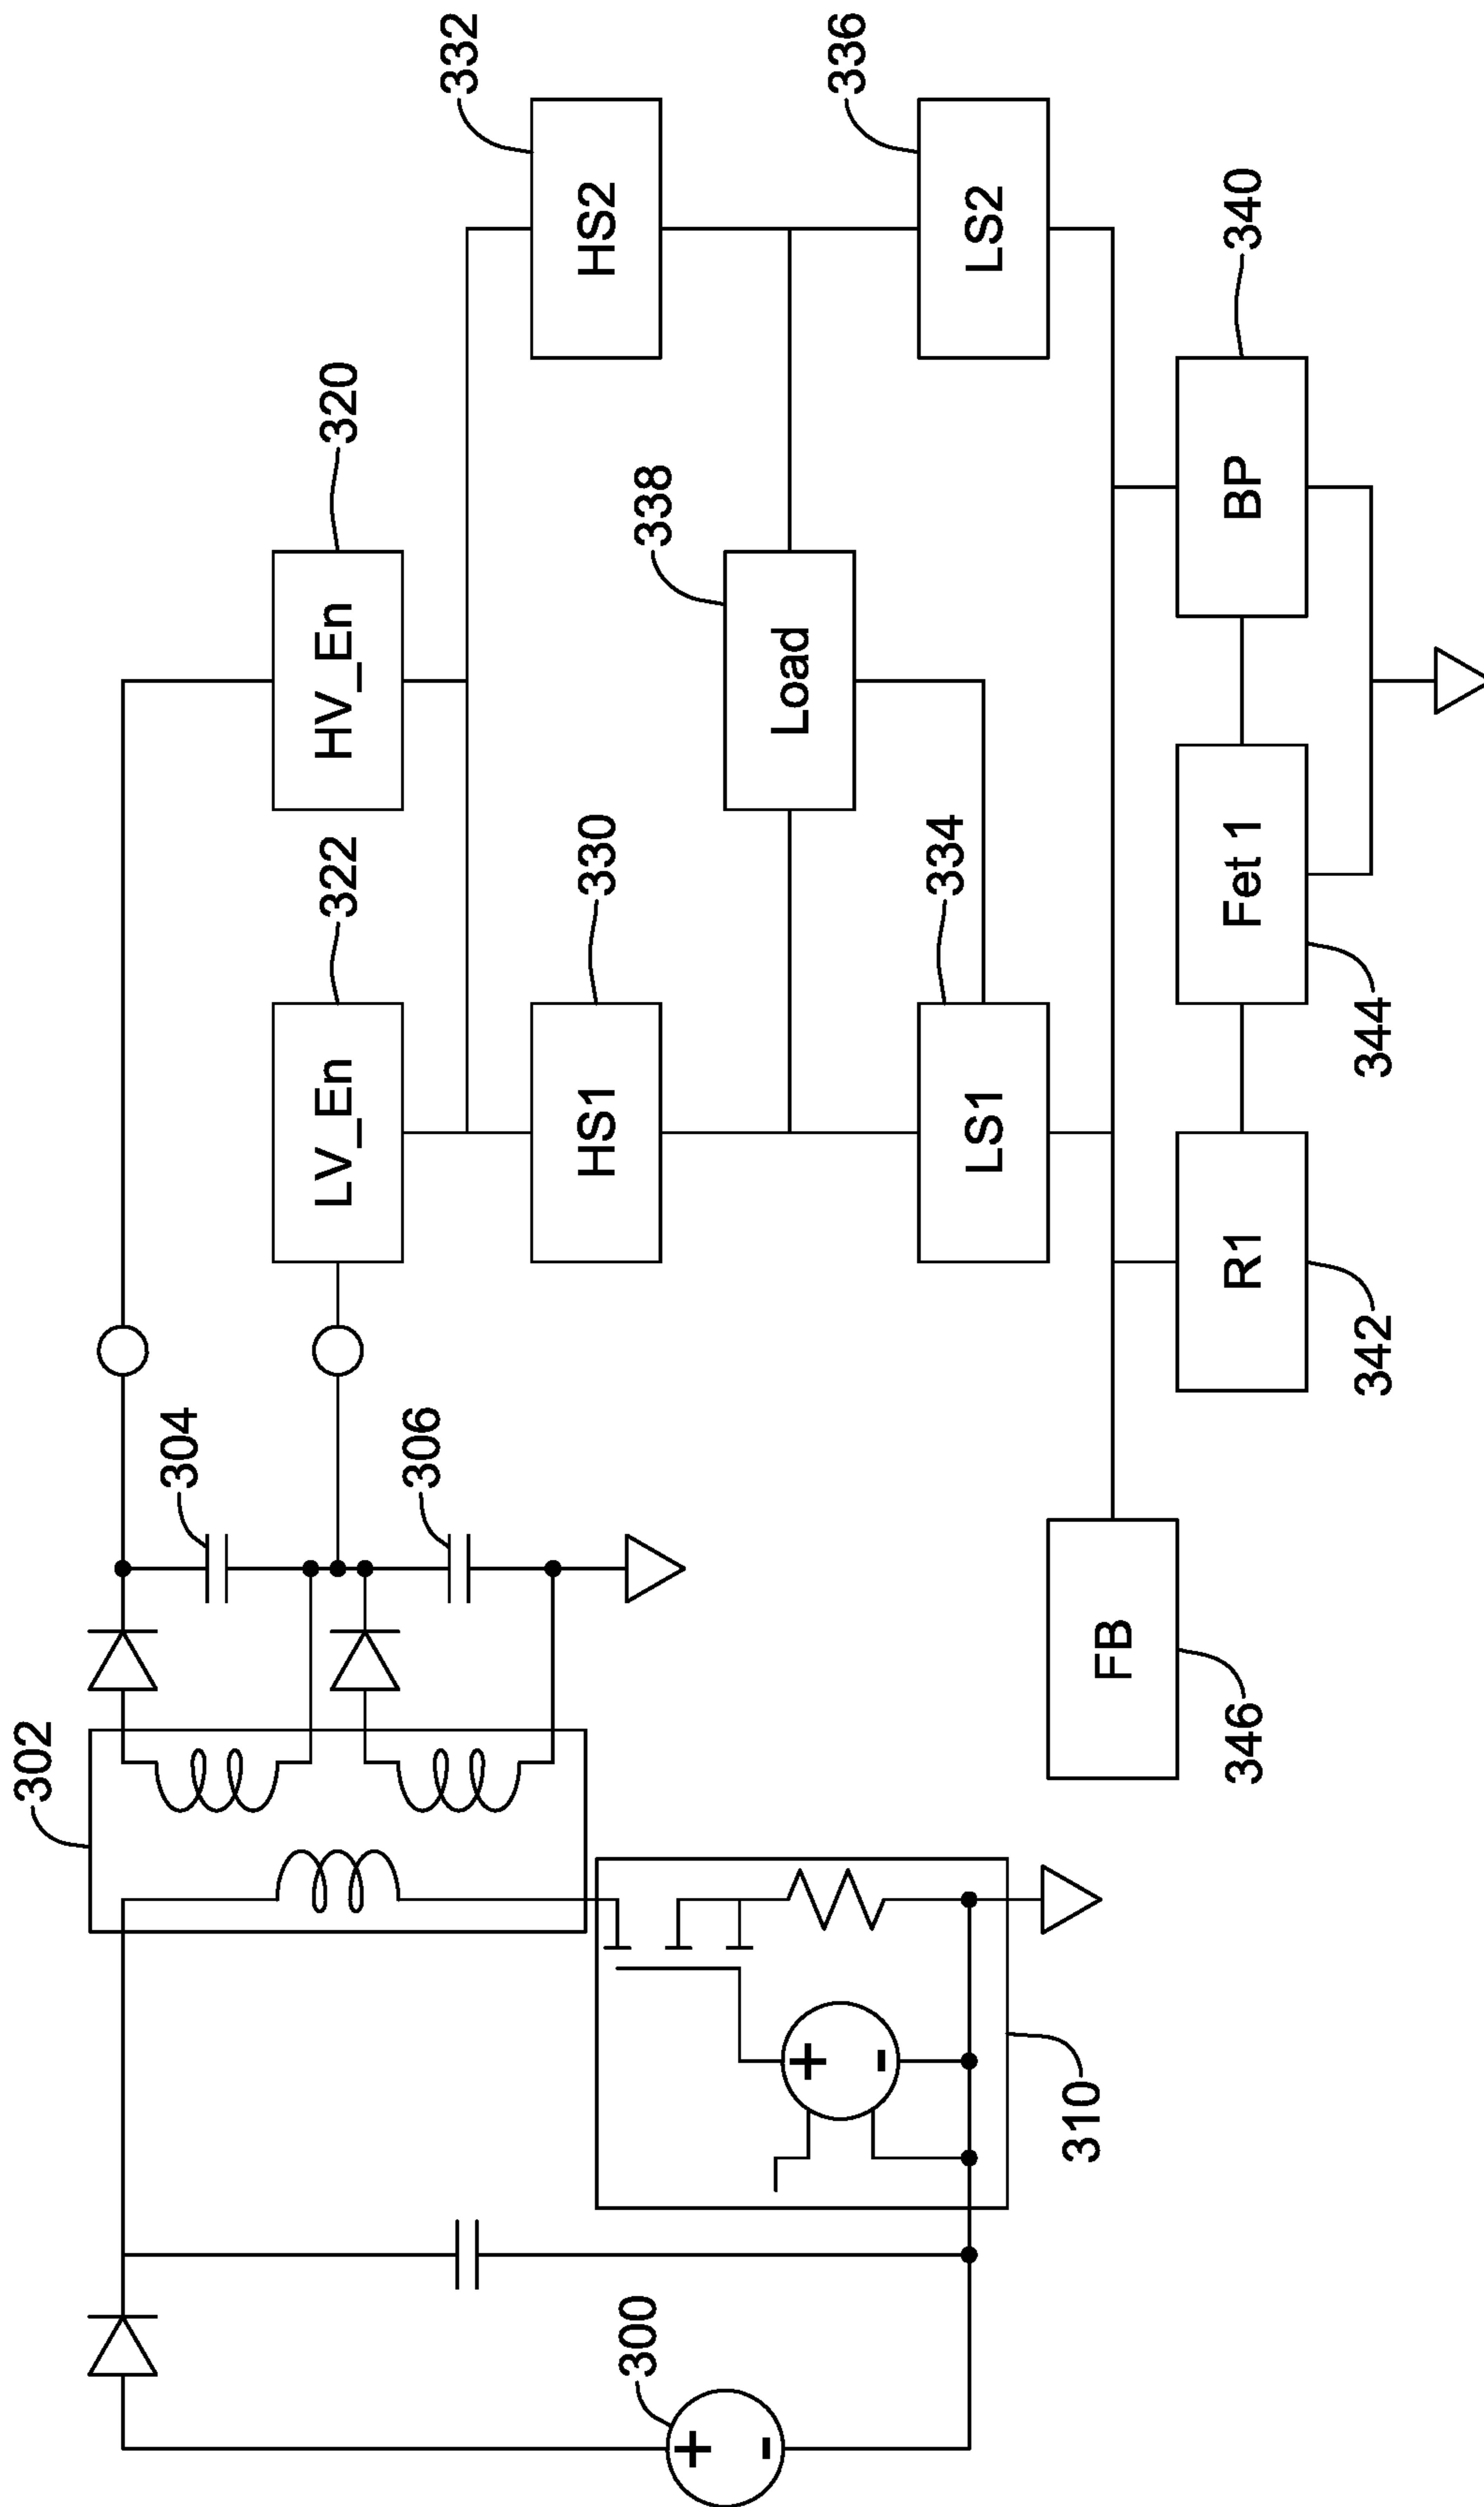 302
304
306
300
310
322
LV_En
320
HV_En
330
HS1
332
HS2
338
Load
334
LS1
336
LS2
FB
346
R1
342
Fet 1
344
BP
340
+
-
+
-